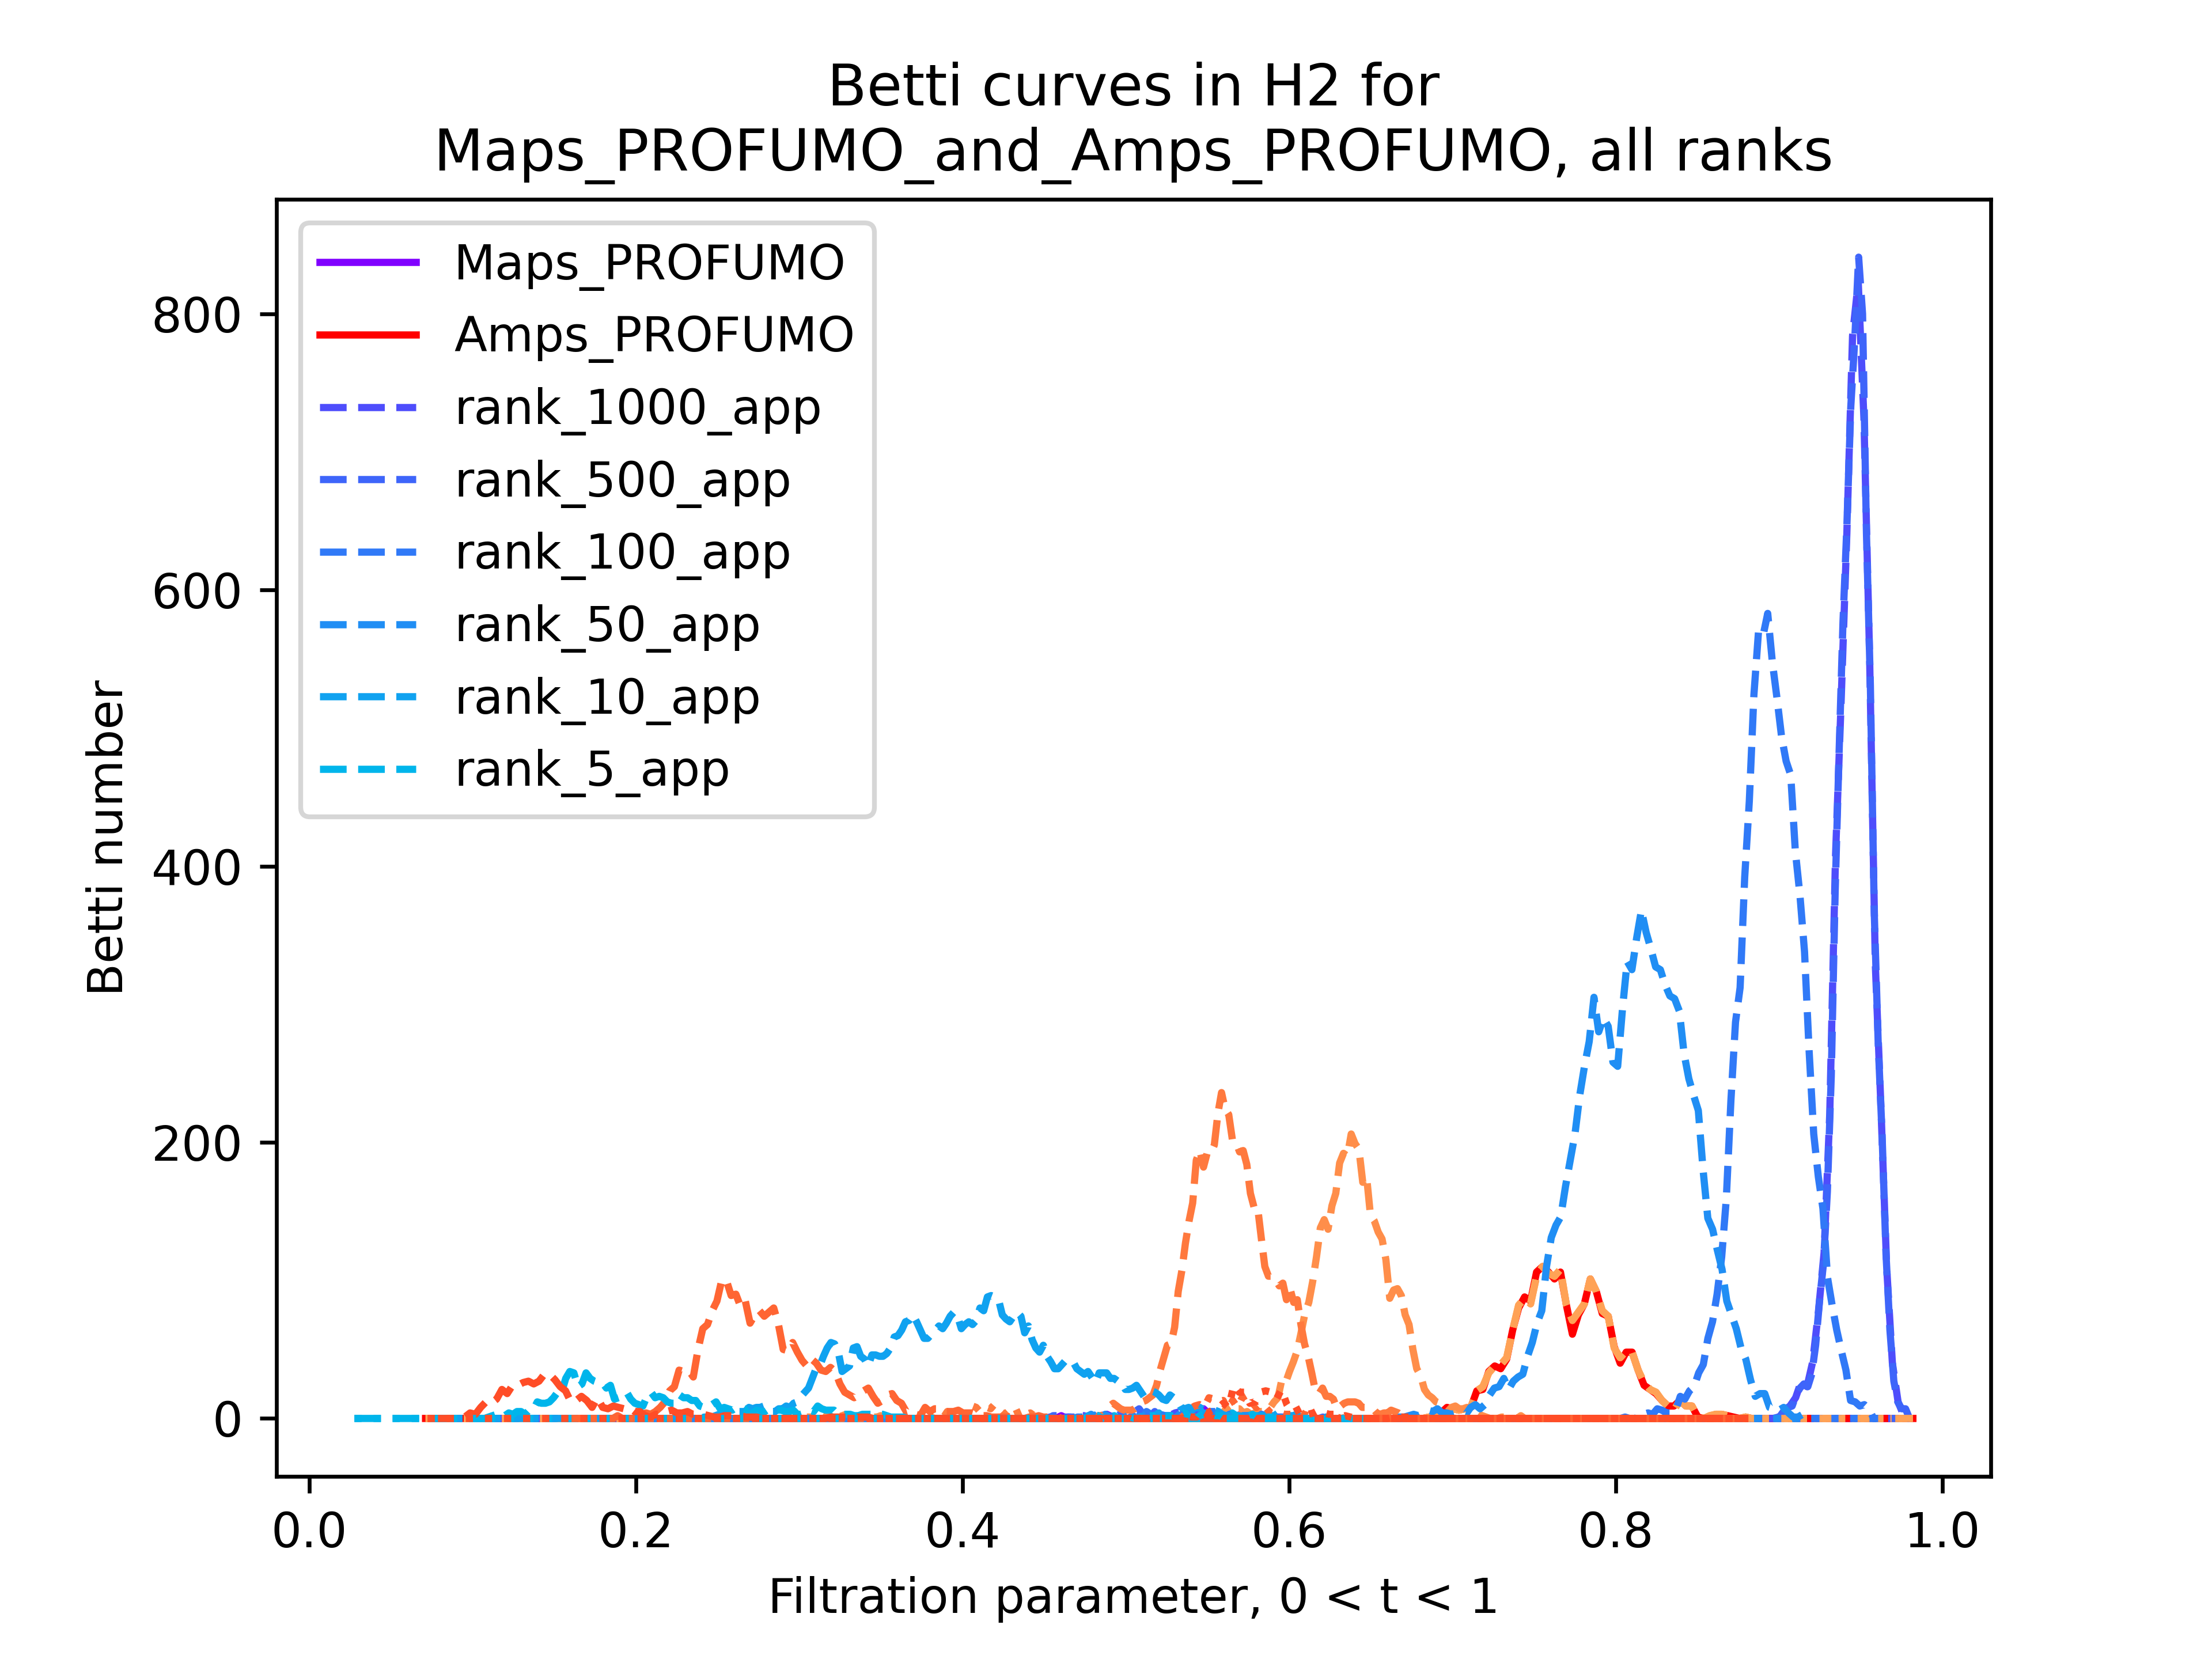 Betti curves in H2 for
Maps_PROFUMO_and_Amps_PROFUMO, all ranks
Maps_PROFUMO
Amps_PROFUMO
rank_1000_app
rank_500_app
rank_100_app
rank_50_app
rank_10_app
rank_5_app
Betti number
800
600
400
200
0
0.0 0.2 0.4 0.6 0.8 1.0
Filtration parameter, 0 < t < 1